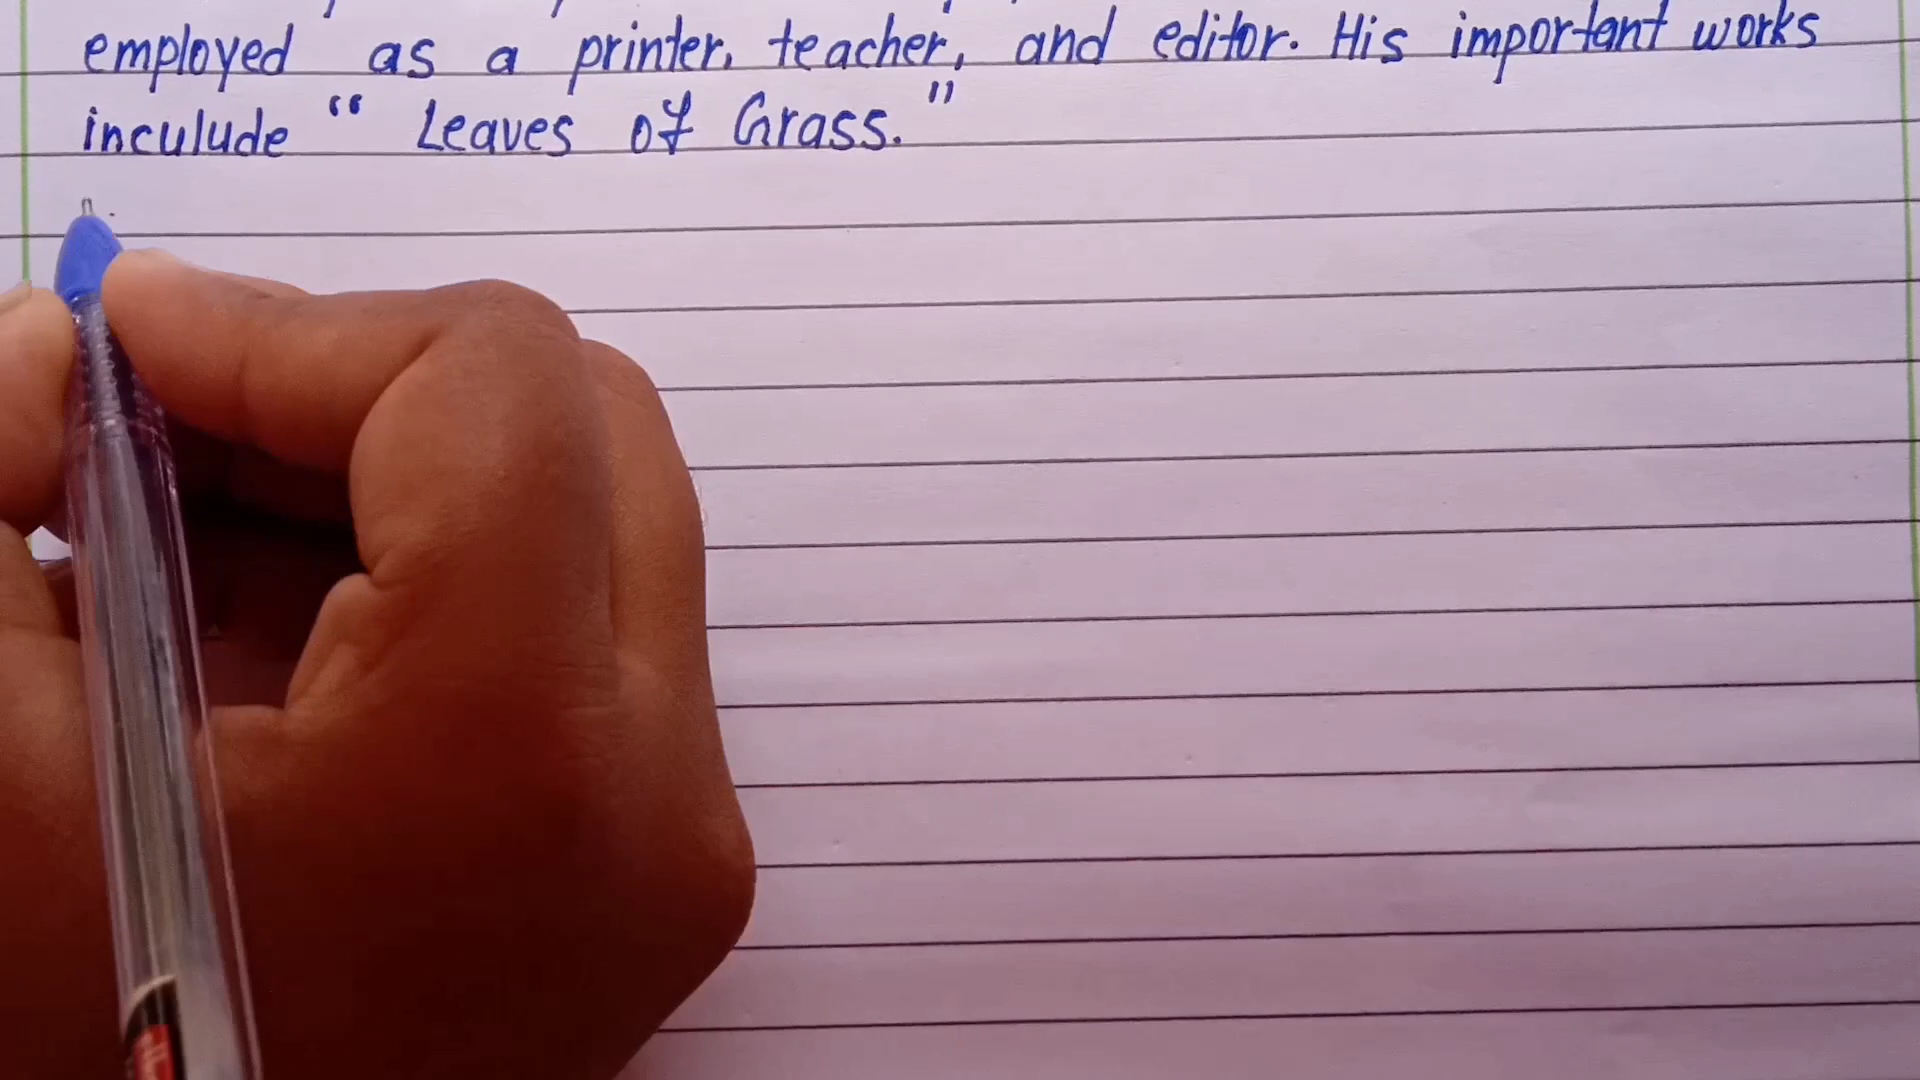 employed as a printer, teacher, and editor. His important works
inculude “ Leaves of Grass.”